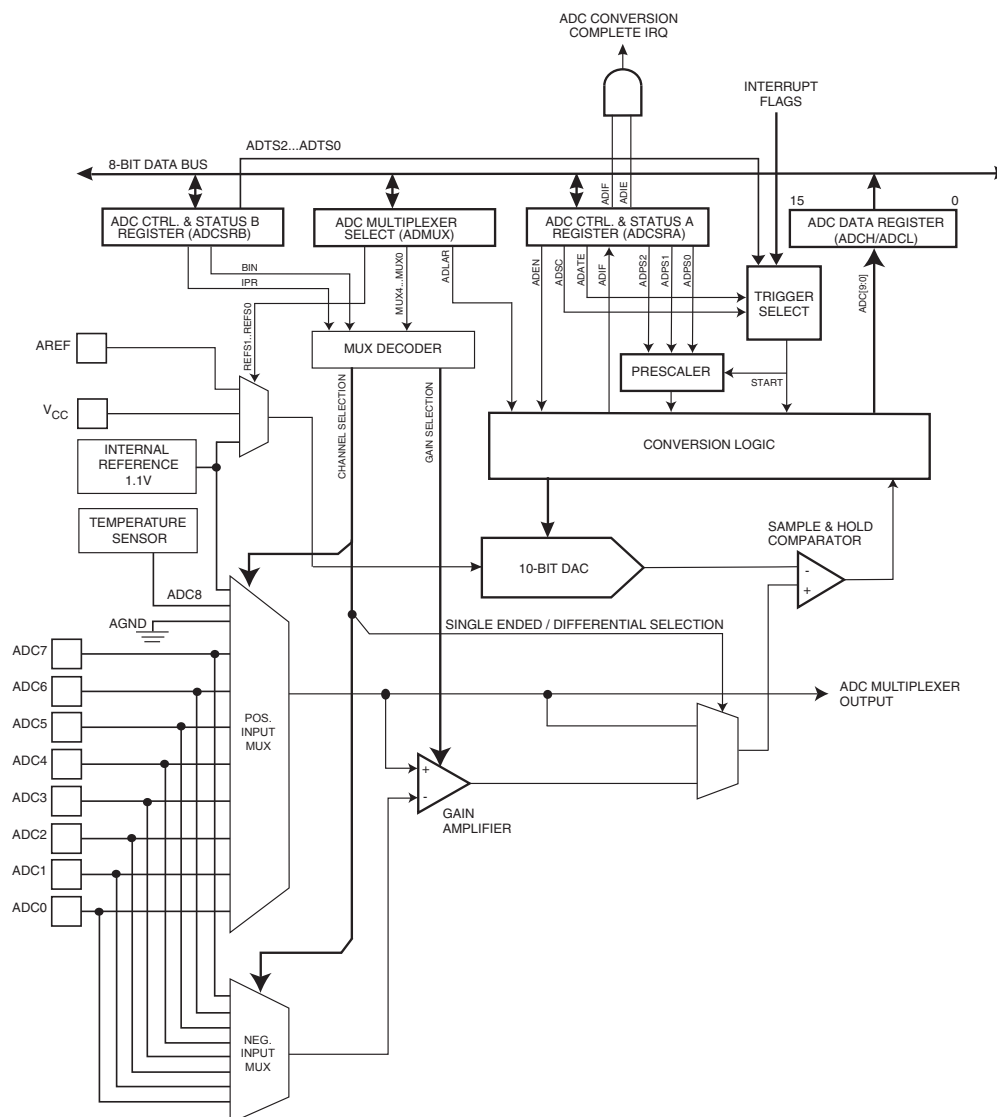 ADC CONVERSION
COMPLETE IRQ
INTERRUPT
FLAGS
ADTS2...ADTS0
8-BIT DATA BUS
ADIF
ADIE
15
0
ADC CTRL. & STATUS B
REGISTER (ADCSRB)
ADC MULTIPLEXER
SELECT (ADMUX)
ADC CTRL. & STATUS A
REGISTER (ADCSRA)
ADC DATA REGISTER
(ADCH/ADCL)
BIN
IPR
REFS1..REFS0
MUX4...MUX0
ADLAR
ADEN
ADSC
ADATE
ADIF
ADPS2
ADPS1
ADPS0
TRIGGER
SELECT
ADC[9:0]
MUX DECODER
PRESCALER
START
AREF
VCC
INTERNAL
REFERENCE
1.1V
CHANNEL SELECTION
GAIN SELECTION
CONVERSION LOGIC
TEMPERATURE
SENSOR
10-BIT DAC
SAMPLE & HOLD
COMPARATOR
-
+
ADC8
AGND
SINGLE ENDED / DIFFERENTIAL SELECTION
ADC7
ADC6
ADC5
ADC4
ADC3
ADC2
ADC1
ADC0
POS.
INPUT
MUX
ADC MULTIPLEXER
OUTPUT
+
-
GAIN
AMPLIFIER
NEG.
INPUT
MUX